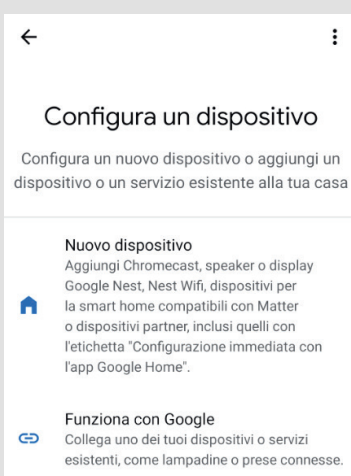 Configura un dispositivo
Configura un nuovo dispositivo o aggiungi un
dispositivo o un servizio esistente alla tua casa
Nuovo dispositivo
Aggiungi Chromecast, speaker o display
Google Nest, Nest Wifi, dispositivi per
la smart home compatibili con Matter
o dispositivi partner, inclusi quelli con
l'etichetta "Configurazione immediata con
l'app Google Home".
Funziona con Google
Collega uno dei tuoi dispositivi o servizi
esistenti, come lampadine o prese connesse.